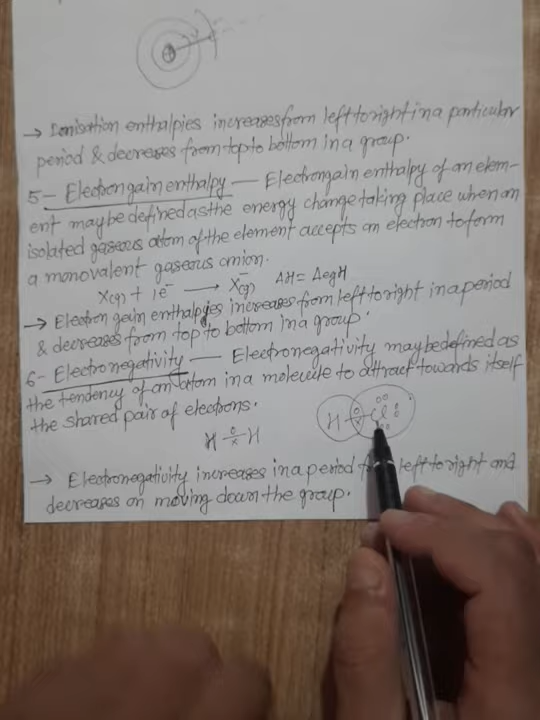 → Ionisation enthalpies increases from left to right in a particular
period & decreases from top to bottom in a group.
5- Electron gain enthalpy — Electron gain enthalpy of an elem-
ent may be defined as the energy change taking place when an
isolated gaseous atom of the element accepts an electron to form
a monovalent gaseous anion.
X(g) + 1e⁻ → X⁻(g) ΔH = ΔegH
→ Electron gain enthalpies increases from left to right in a period
& decreases from top to bottom in a group.
6- Electronegativity — Electronegativity may be defined as
the tendency of an atom in a molecule to attract towards itself
the shared pair of electrons.
H o x H
H o x Cl
→ Electronegativity increases in a period left to right and
decreases on moving down the group.